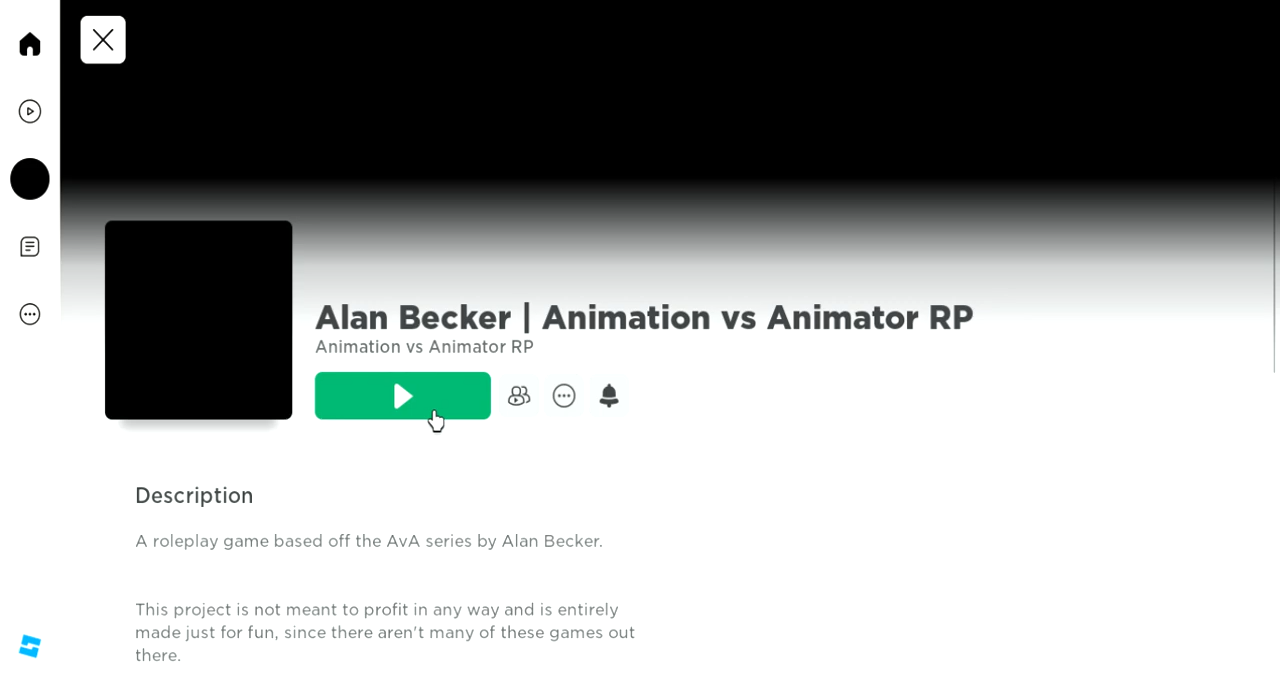 Alan Becker | Animation vs Animator RP
Animation vs Animator RP
Description
A roleplay game based off the AvA series by Alan Becker.
This project is not meant to profit in any way and is entirely
made just for fun, since there aren't many of these games out
there.